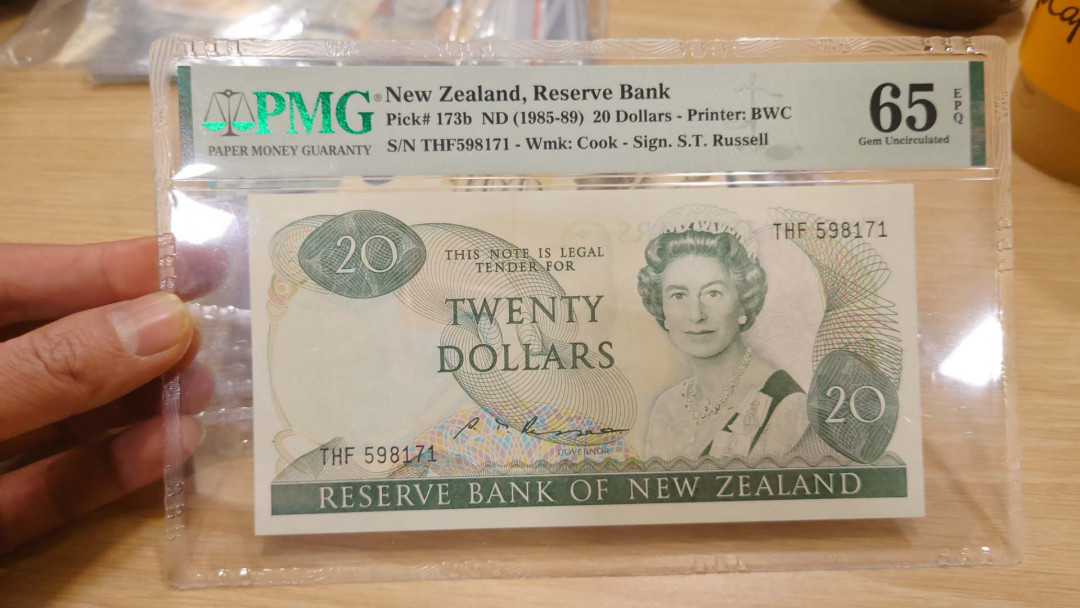 PMG®
PAPER MONEY GUARANTY
New Zealand, Reserve Bank
Pick# 173b ND (1985-89) 20 Dollars - Printer: BWC
S/N THF598171 - Wmk: Cook - Sign. S.T. Russell
65 EPQ
Gem Uncirculated
20
THIS NOTE IS LEGAL
TENDER FOR
TWENTY
DOLLARS
THF 598171
20
THF 598171
GOVERNOR
RESERVE BANK OF NEW ZEALAND